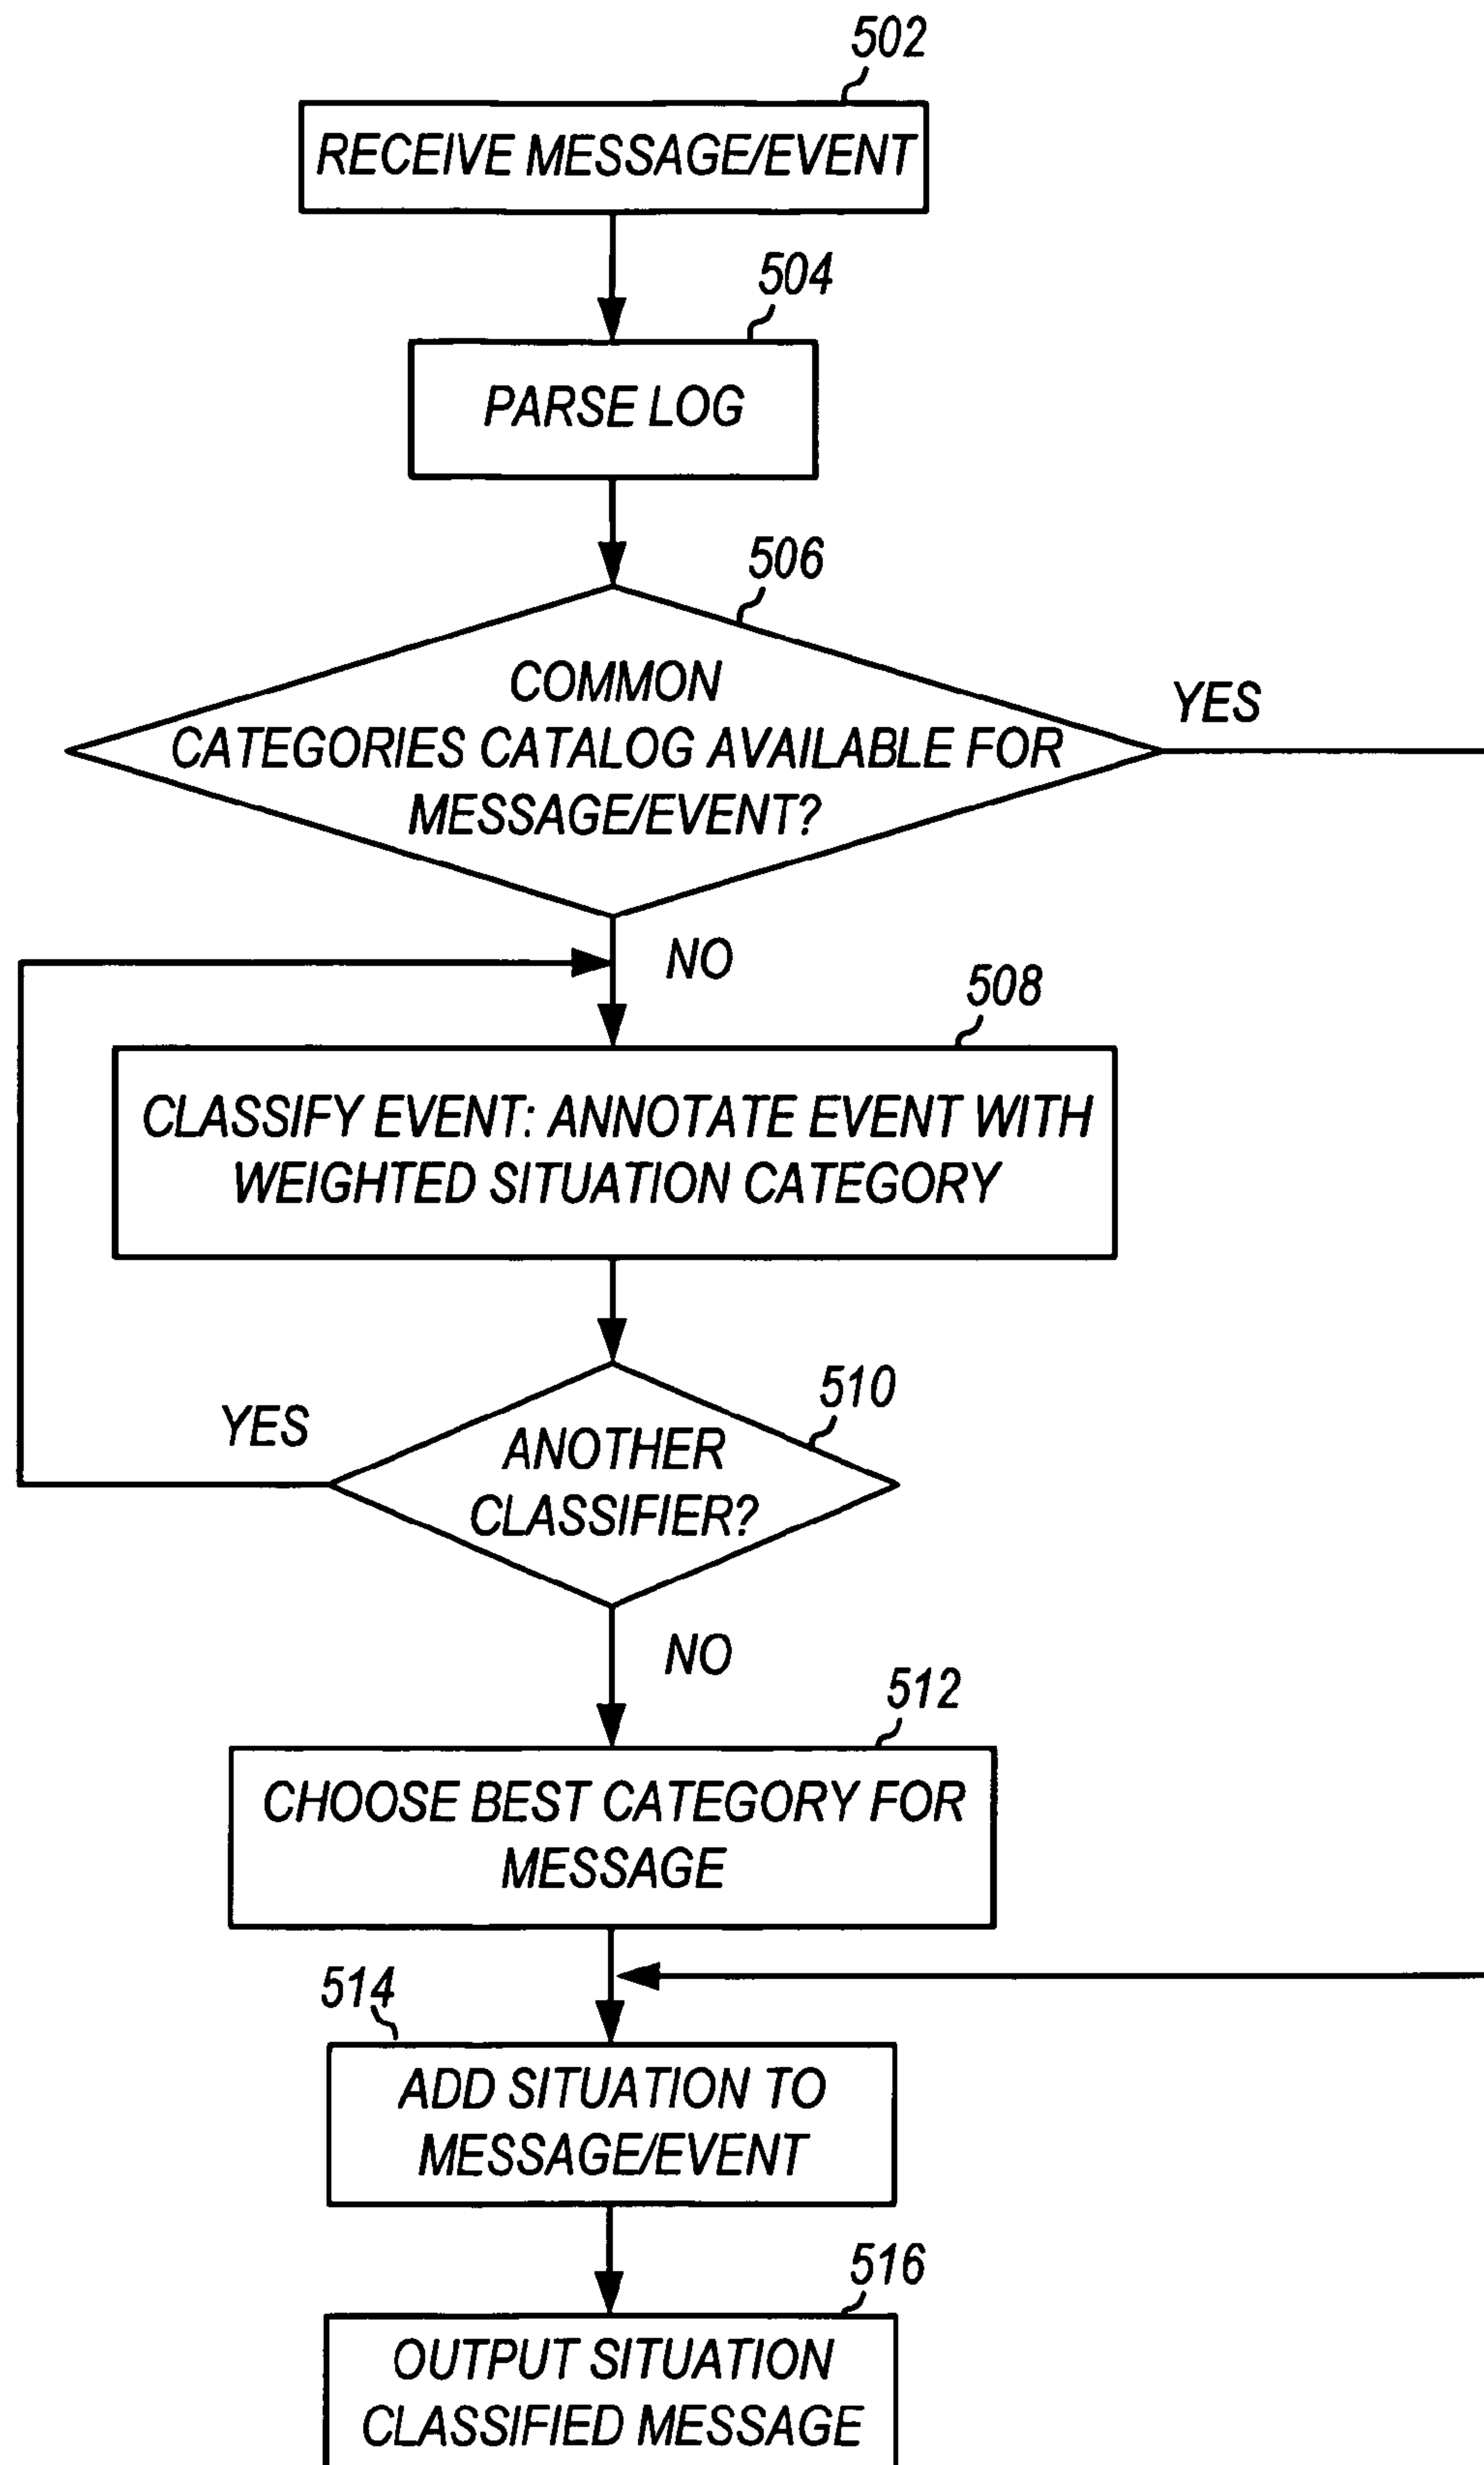 502
RECEIVE MESSAGE/EVENT
504
PARSE LOG
506
COMMON
CATEGORIES CATALOG AVAILABLE FOR
MESSAGE/EVENT?
YES
NO
508
CLASSIFY EVENT: ANNOTATE EVENT WITH
WEIGHTED SITUATION CATEGORY
510
YES
ANOTHER
CLASSIFIER?
NO
512
CHOOSE BEST CATEGORY FOR
MESSAGE
514
ADD SITUATION TO
MESSAGE/EVENT
516
OUTPUT SITUATION
CLASSIFIED MESSAGE